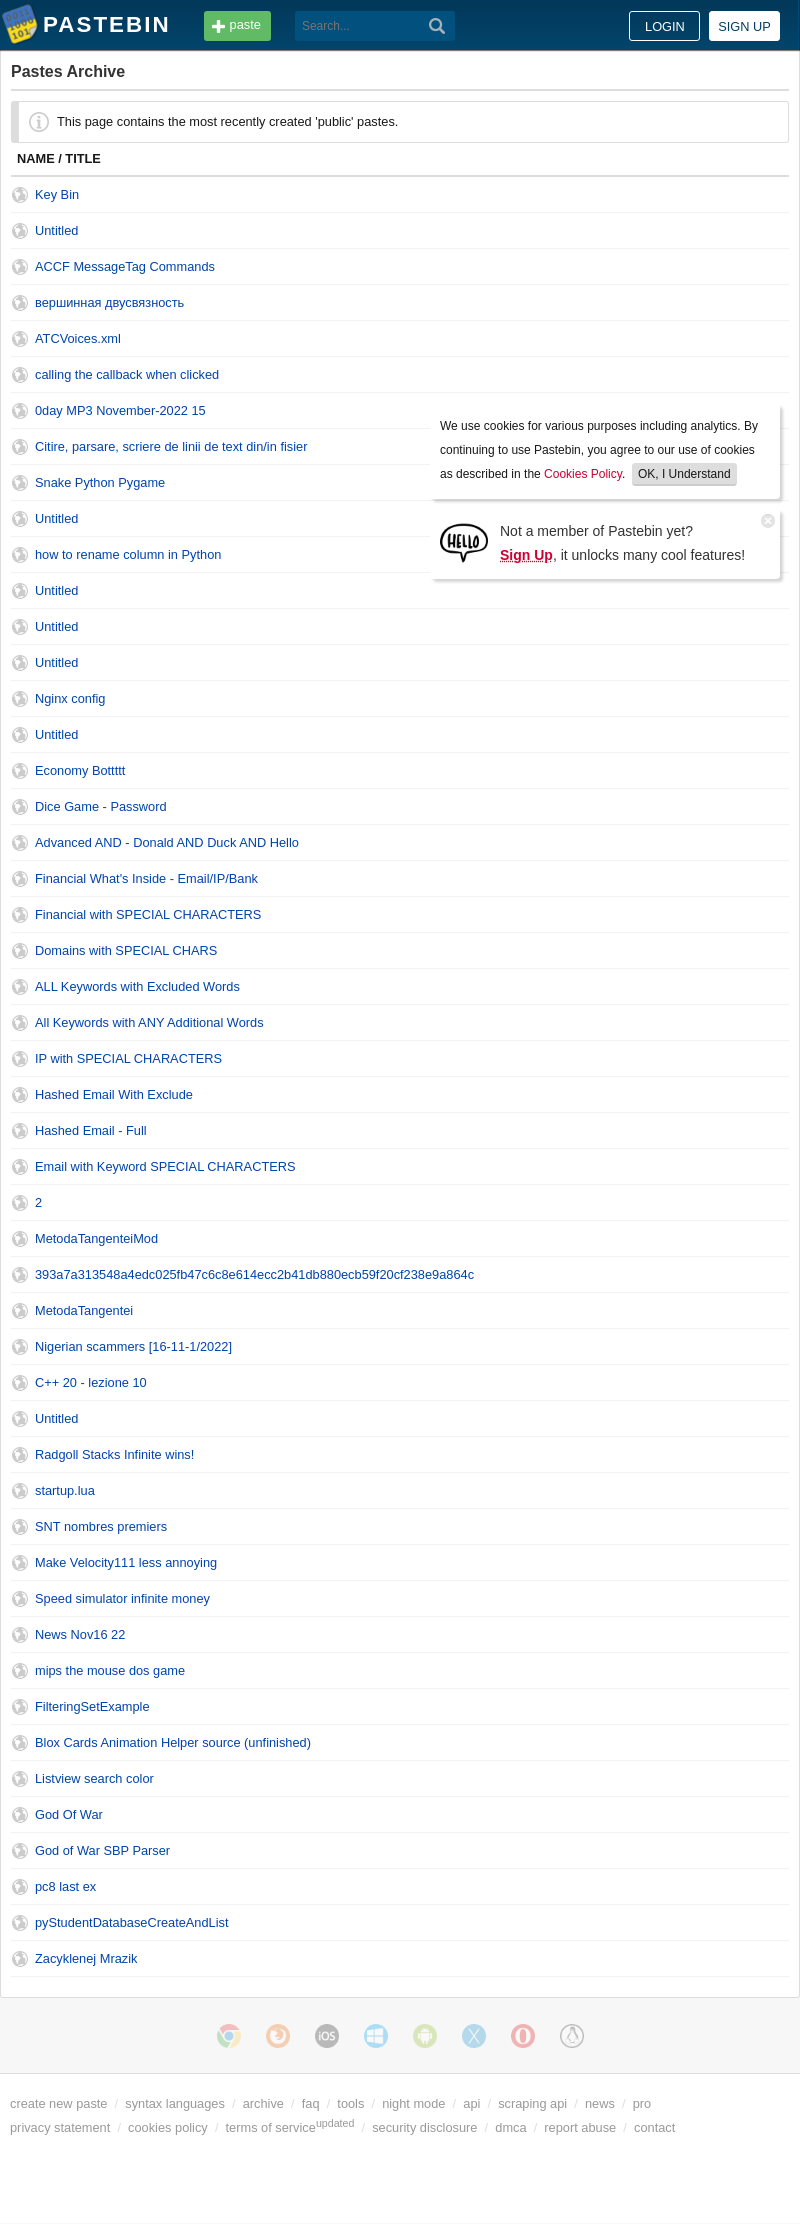 PASTEBIN
paste
Search...
LOGIN
SIGN UP
Pastes Archive
This page contains the most recently created 'public' pastes.
NAME / TITLE
Key Bin
Untitled
ACCF MessageTag Commands
вершинная двусвязность
ATCVoices.xml
calling the callback when clicked
0day MP3 November-2022 15
Citire, parsare, scriere de linii de text din/in fisier
Snake Python Pygame
Untitled
how to rename column in Python
We use cookies for various purposes including analytics. By
continuing to use Pastebin, you agree to our use of cookies
as described in the Cookies Policy. OK, I Understand
HELLO
Not a member of Pastebin yet?
Sign Up, it unlocks many cool features!
Untitled
Untitled
Untitled
Nginx config
Untitled
Economy Bottttt
Dice Game - Password
Advanced AND - Donald AND Duck AND Hello
Financial What's Inside - Email/IP/Bank
Financial with SPECIAL CHARACTERS
Domains with SPECIAL CHARS
ALL Keywords with Excluded Words
All Keywords with ANY Additional Words
IP with SPECIAL CHARACTERS
Hashed Email With Exclude
Hashed Email - Full
Email with Keyword SPECIAL CHARACTERS
2
MetodaTangenteiMod
393a7a313548a4edc025fb47c6c8e614ecc2b41db880ecb59f20cf238e9a864c
MetodaTangentei
Nigerian scammers [16-11-1/2022]
C++ 20 - lezione 10
Untitled
Radgoll Stacks Infinite wins!
startup.lua
SNT nombres premiers
Make Velocity111 less annoying
Speed simulator infinite money
News Nov16 22
mips the mouse dos game
FilteringSetExample
Blox Cards Animation Helper source (unfinished)
Listview search color
God Of War
God of War SBP Parser
pc8 last ex
pyStudentDatabaseCreateAndList
Zacyklenej Mrazik
iOS
create new paste / syntax languages / archive / faq / tools / night mode / api / scraping api / news / pro
privacy statement / cookies policy / terms of service updated / security disclosure / dmca / report abuse / contact